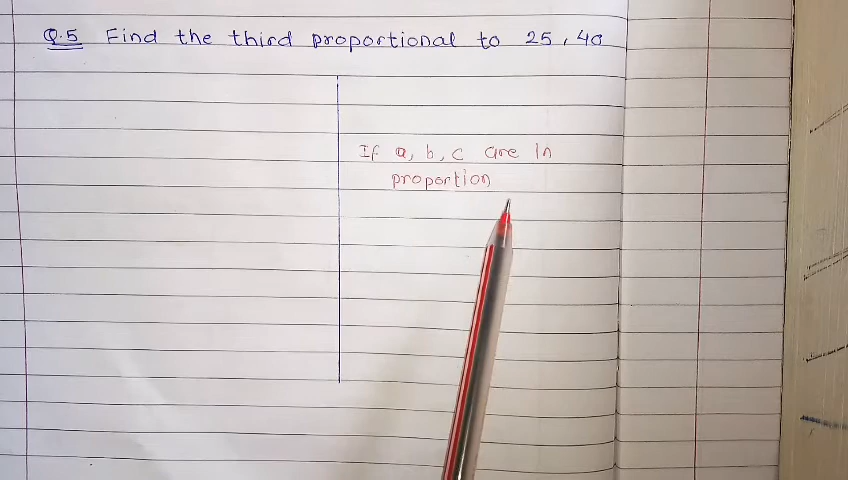 Q.5 Find the third proportional to 25, 40
If a, b, c are in
proportion